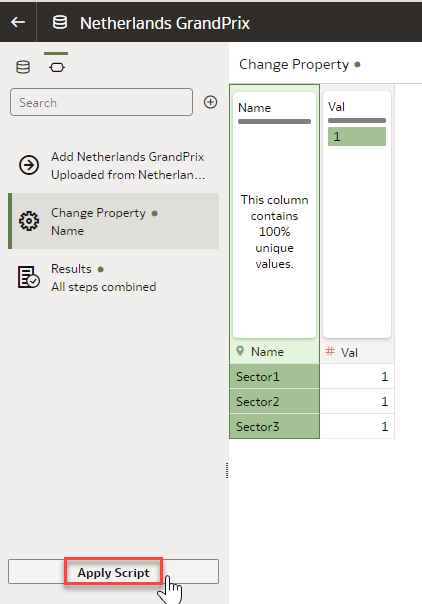 Netherlands GrandPrix
Search
Add Netherlands GrandPrix
Uploaded from Netherlan...
Change Property
Name
Results
All steps combined
Apply Script
Change Property
Name
This column
contains
100%
unique
values.
Val
1
Name
# Val
Sector1 1
Sector2 1
Sector3 1